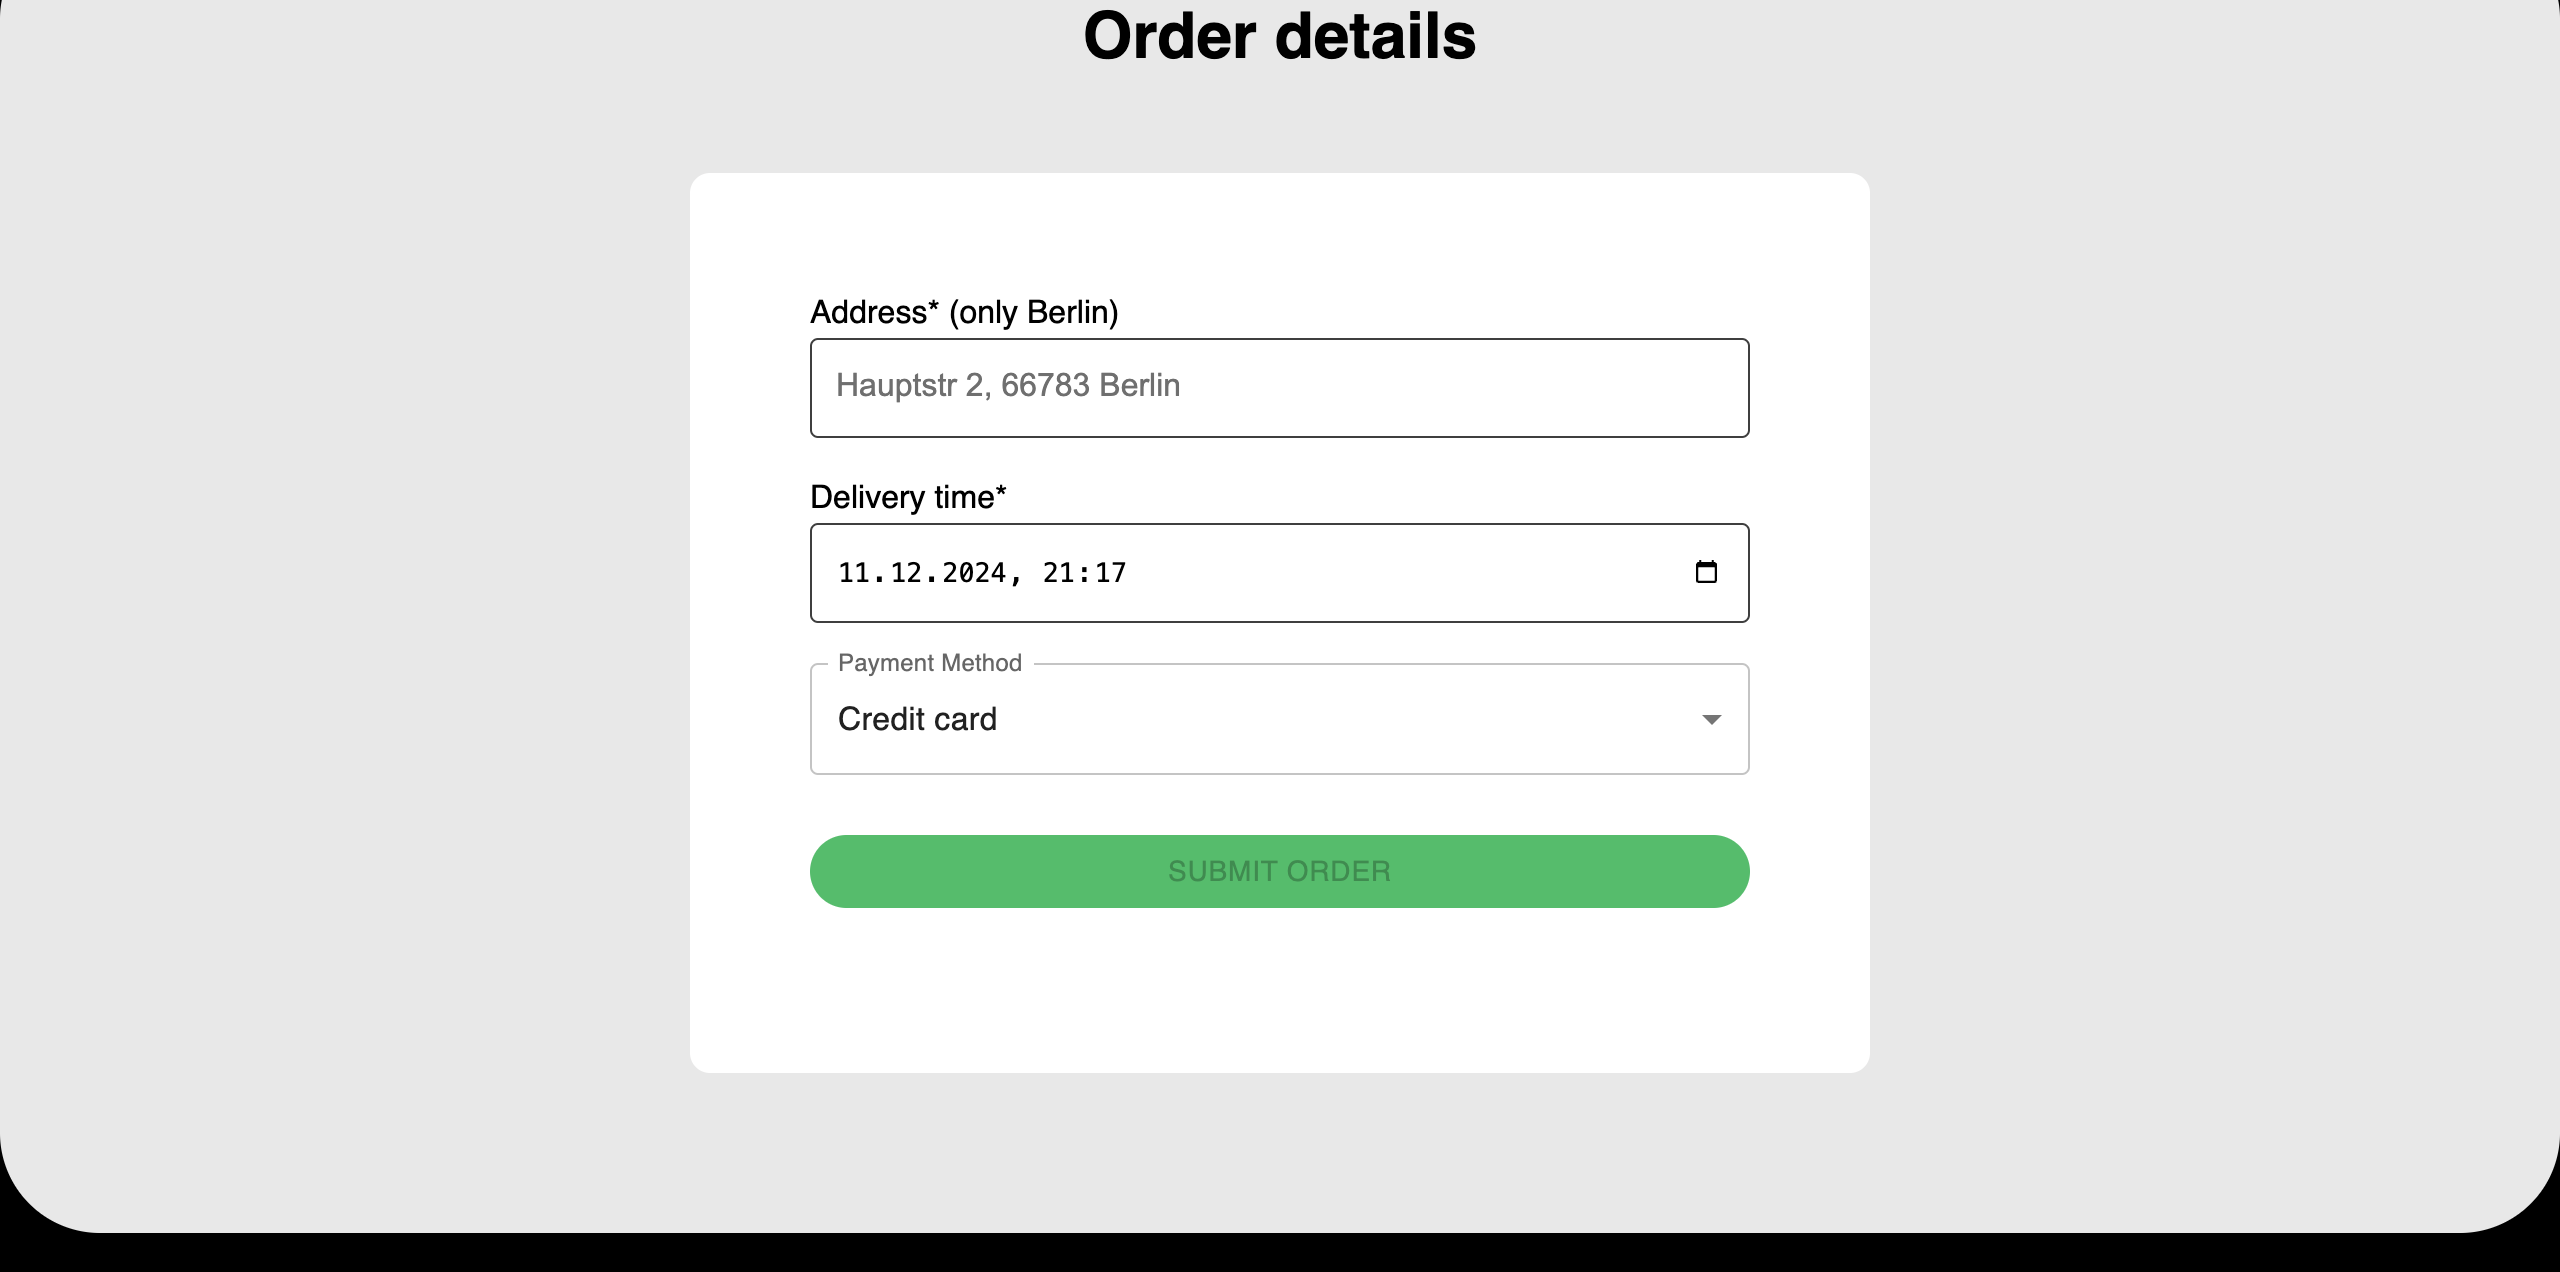 Order details
Address* (only Berlin)
Hauptstr 2, 66783 Berlin
Delivery time*
11.12.2024, 21:17
Payment Method
Credit card
SUBMIT ORDER